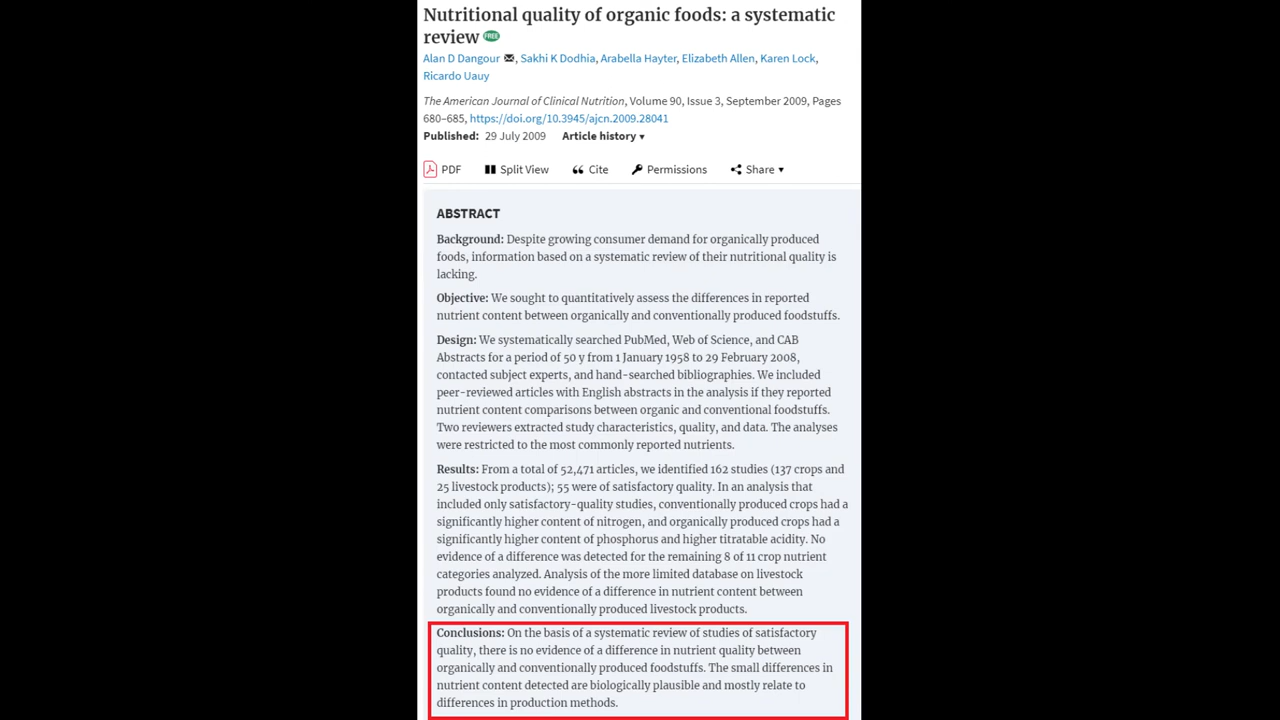 Nutritional quality of organic foods: a systematic
review FREE
Alan D Dangour, Sakhi K Dodhia, Arabella Hayter, Elizabeth Allen, Karen Lock,
Ricardo Uauy
The American Journal of Clinical Nutrition, Volume 90, Issue 3, September 2009, Pages
680–685, https://doi.org/10.3945/ajcn.2009.28041
Published: 29 July 2009 Article history ▾
PDF Split View Cite Permissions Share ▾
ABSTRACT
Background: Despite growing consumer demand for organically produced
foods, information based on a systematic review of their nutritional quality is
lacking.
Objective: We sought to quantitatively assess the differences in reported
nutrient content between organically and conventionally produced foodstuffs.
Design: We systematically searched PubMed, Web of Science, and CAB
Abstracts for a period of 50 y from 1 January 1958 to 29 February 2008,
contacted subject experts, and hand-searched bibliographies. We included
peer-reviewed articles with English abstracts in the analysis if they reported
nutrient content comparisons between organic and conventional foodstuffs.
Two reviewers extracted study characteristics, quality, and data. The analyses
were restricted to the most commonly reported nutrients.
Results: From a total of 52,471 articles, we identified 162 studies (137 crops and
25 livestock products); 55 were of satisfactory quality. In an analysis that
included only satisfactory-quality studies, conventionally produced crops had a
significantly higher content of nitrogen, and organically produced crops had a
significantly higher content of phosphorus and higher titratable acidity. No
evidence of a difference was detected for the remaining 8 of 11 crop nutrient
categories analyzed. Analysis of the more limited database on livestock
products found no evidence of a difference in nutrient content between
organically and conventionally produced livestock products.
Conclusions: On the basis of a systematic review of studies of satisfactory
quality, there is no evidence of a difference in nutrient quality between
organically and conventionally produced foodstuffs. The small differences in
nutrient content detected are biologically plausible and mostly relate to
differences in production methods.